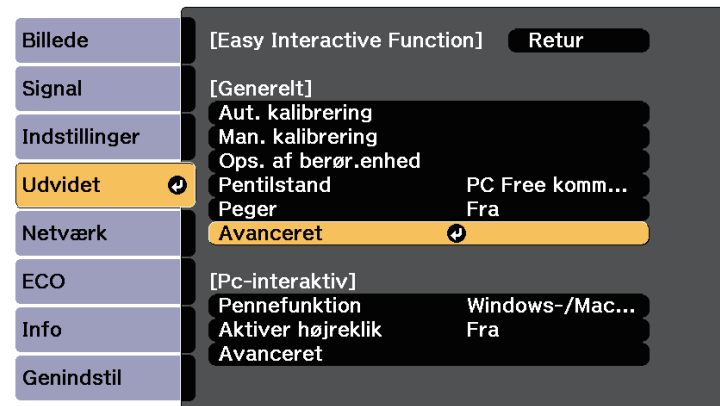 Billede
Signal
Indstillinger
Udvidet
Netværk
ECO
Info
Genindstil
[Easy Interactive Function] Retur
[Generelt]
Aut. kalibrering
Man. kalibrering
Ops. af berør.enhed
Pentilstand PC Free komm...
Peger Fra
Avanceret
[Pc-interaktiv]
Pennefunktion Windows-/Mac...
Aktiver højreklik Fra
Avanceret